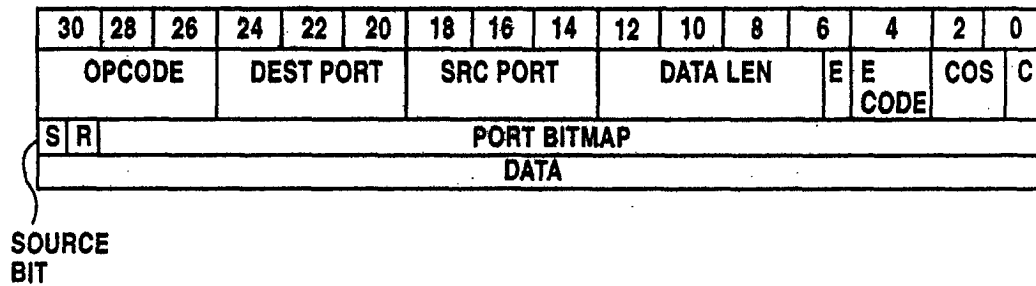 30 28 26 24 22 20 18 16 14 12 10 8 6 4 2 0
OPCODE DEST PORT SRC PORT DATA LEN E E CODE COS C
S R PORT BITMAP
DATA
SOURCE
BIT